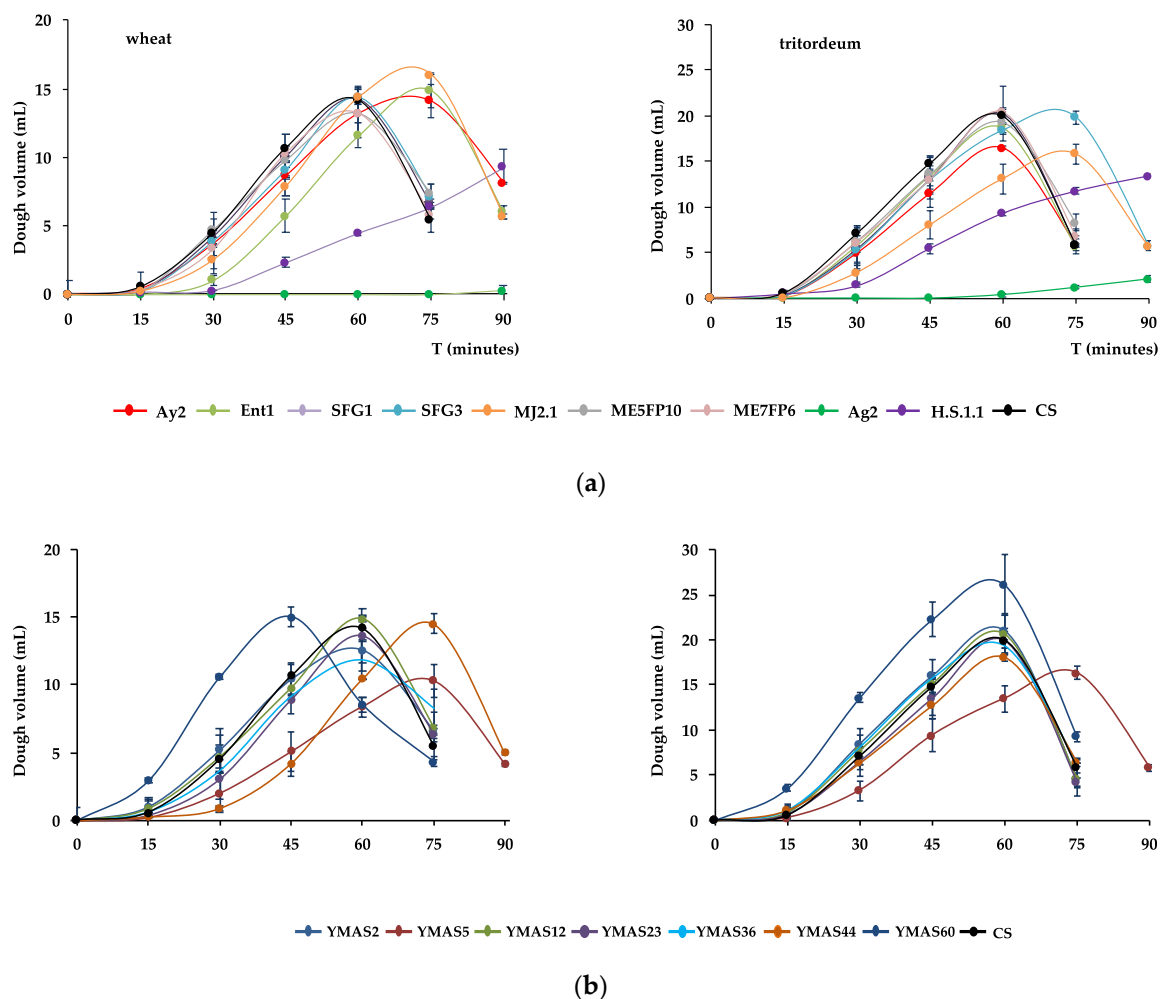 wheat
Dough volume (mL)
20
15
10
5
0
0 15 30 45 60 75 90
T (minutes)
tritordeum
Dough volume (mL)
30
25
20
15
10
5
0
0 15 30 45 60 75 90
T (minutes)
Ay2 Ent1 SFG1 SFG3 MJ2.1 ME5FP10 ME7FP6 Ag2 H.S.1.1 CS
(a)
Dough volume (mL)
20
15
10
5
0
0 15 30 45 60 75 90
Dough volume (mL)
30
25
20
15
10
5
0
0 15 30 45 60 75 90
YMAS2 YMAS5 YMAS12 YMAS23 YMAS36 YMAS44 YMAS60 CS
(b)